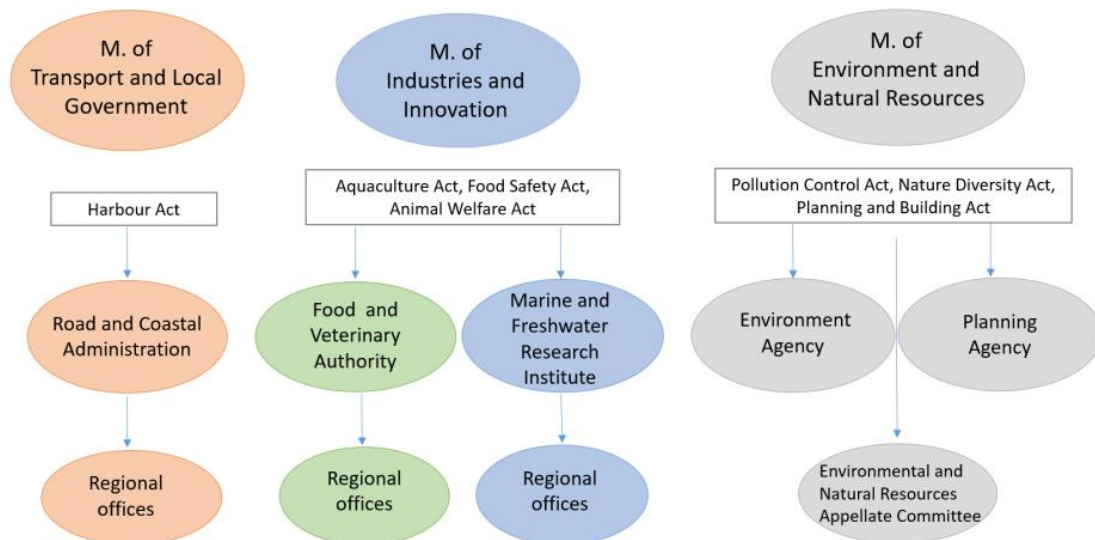 M. of
Transport and Local
Government
M. of
Industries and
Innovation
M. of
Environment and
Natural Resources
Harbour Act
Aquaculture Act, Food Safety Act,
Animal Welfare Act
Pollution Control Act, Nature Diversity Act,
Planning and Building Act
Road and Coastal
Administration
Food and
Veterinary
Authority
Marine and
Freshwater
Research
Institute
Environment
Agency
Planning
Agency
Regional
offices
Regional
offices
Regional
offices
Environmental and
Natural Resources
Appellate Committee